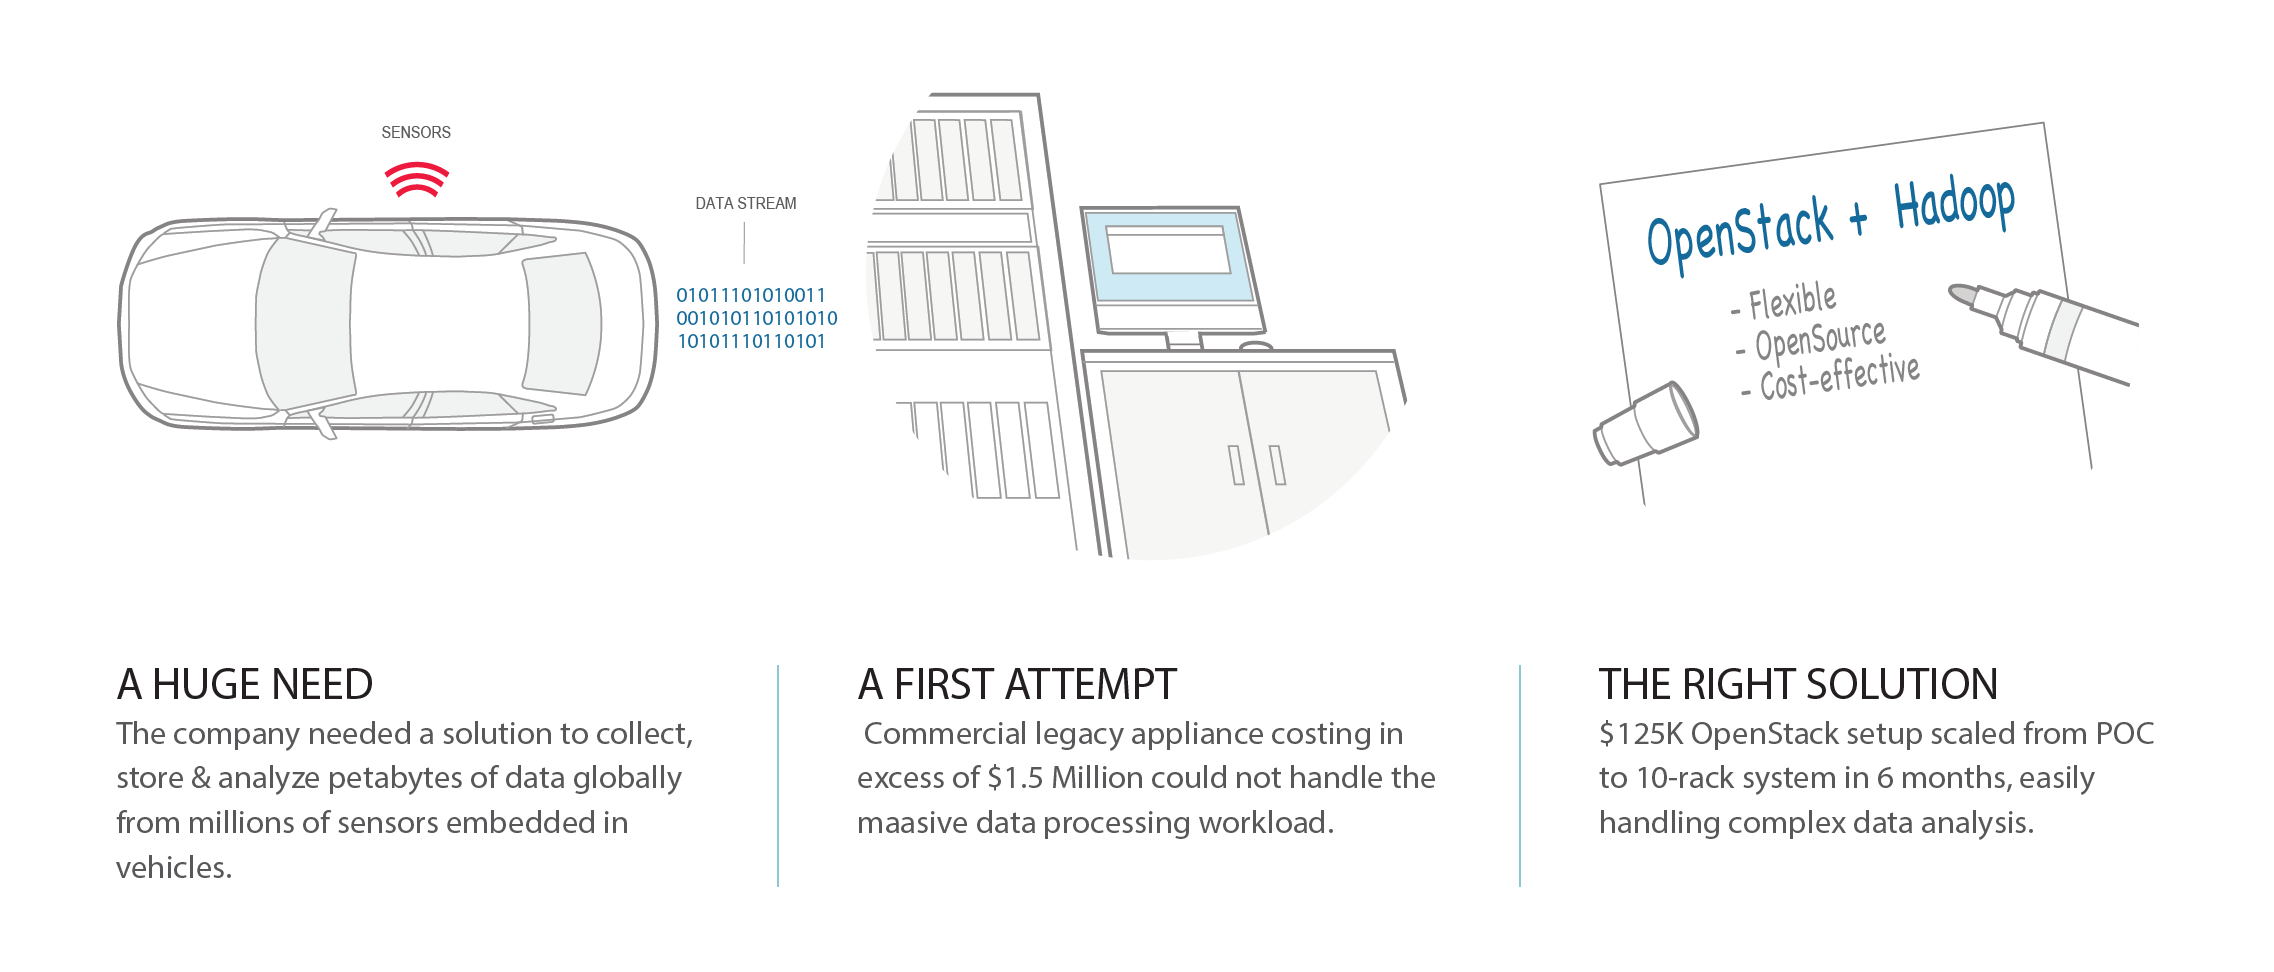 SENSORS
DATA STREAM
01011101010011
001010110101010
10101110110101
OpenStack + Hadoop
- Flexible
- OpenSource
- Cost-effective
A HUGE NEED
The company needed a solution to collect,
store & analyze petabytes of data globally
from millions of sensors embedded in
vehicles.
A FIRST ATTEMPT
Commercial legacy appliance costing in
excess of $1.5 Million could not handle the
maasive data processing workload.
THE RIGHT SOLUTION
$125K OpenStack setup scaled from POC
to 10-rack system in 6 months, easily
handling complex data analysis.